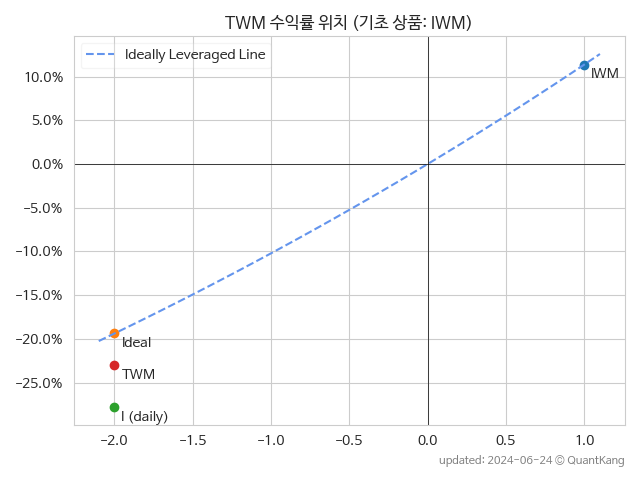 TWM 수익률 위치 (기초 상품: IWM)
Ideally Leveraged Line
10.0%
5.0%
0.0%
-5.0%
-10.0%
-15.0%
-20.0%
-25.0%
IWM
Ideal
TWM
I (daily)
-2.0 -1.5 -1.0 -0.5 0.0 0.5 1.0
updated: 2024-06-24 © QuantKang